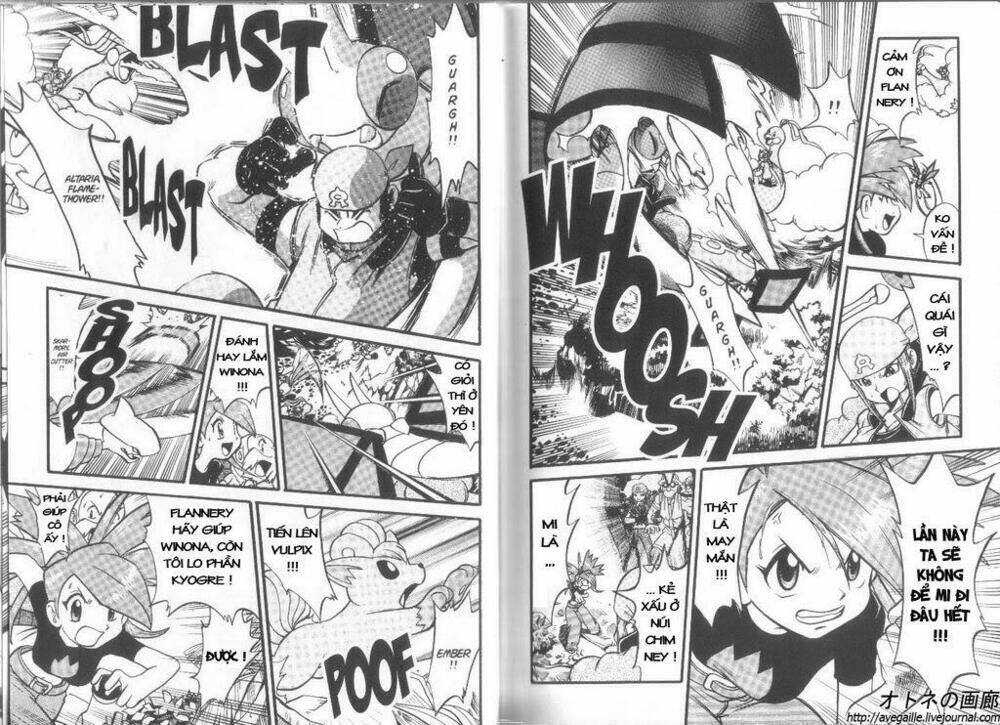 CẢM
ƠN
FLAN
NERY !
KO
VẤN
ĐỀ !
!!
GUARGH!!
WHOOSH
CÁI
QUÁI
GÌ
VẬY
... ?
LẦN NÀY
TA SẼ
KHÔNG
ĐỂ MI ĐI
ĐÂU HẾT
!!!
THẬT
LÀ
MAY
MẮN !
MI
LÀ
...
... KẺ
XẤU Ở
NÚI
CHIM
NEY !
GUARGH!!
BLAST
BLAST
ALTARIA
FLAME-
THOWER!!
CÓ
GIỎI
THÌ Ở
YÊN
ĐÓ !
ĐÁNH
HAY LẮM
WINONA
!!!
SHOOP
SKAR-
MORY, AIR
CUTTER
!!
TIẾN LÊN
VULPIX
!!!
EMBER
!!
POOF
FLANNERY
HÃY GIÚP
WINONA, CÒN
TÔI LO PHẦN
KYOGRE !
PHẢI
GIÚP
CÔ
ẤY !
ĐƯỢC !
オトネの画廊
http://avegaille.livejournal.com/